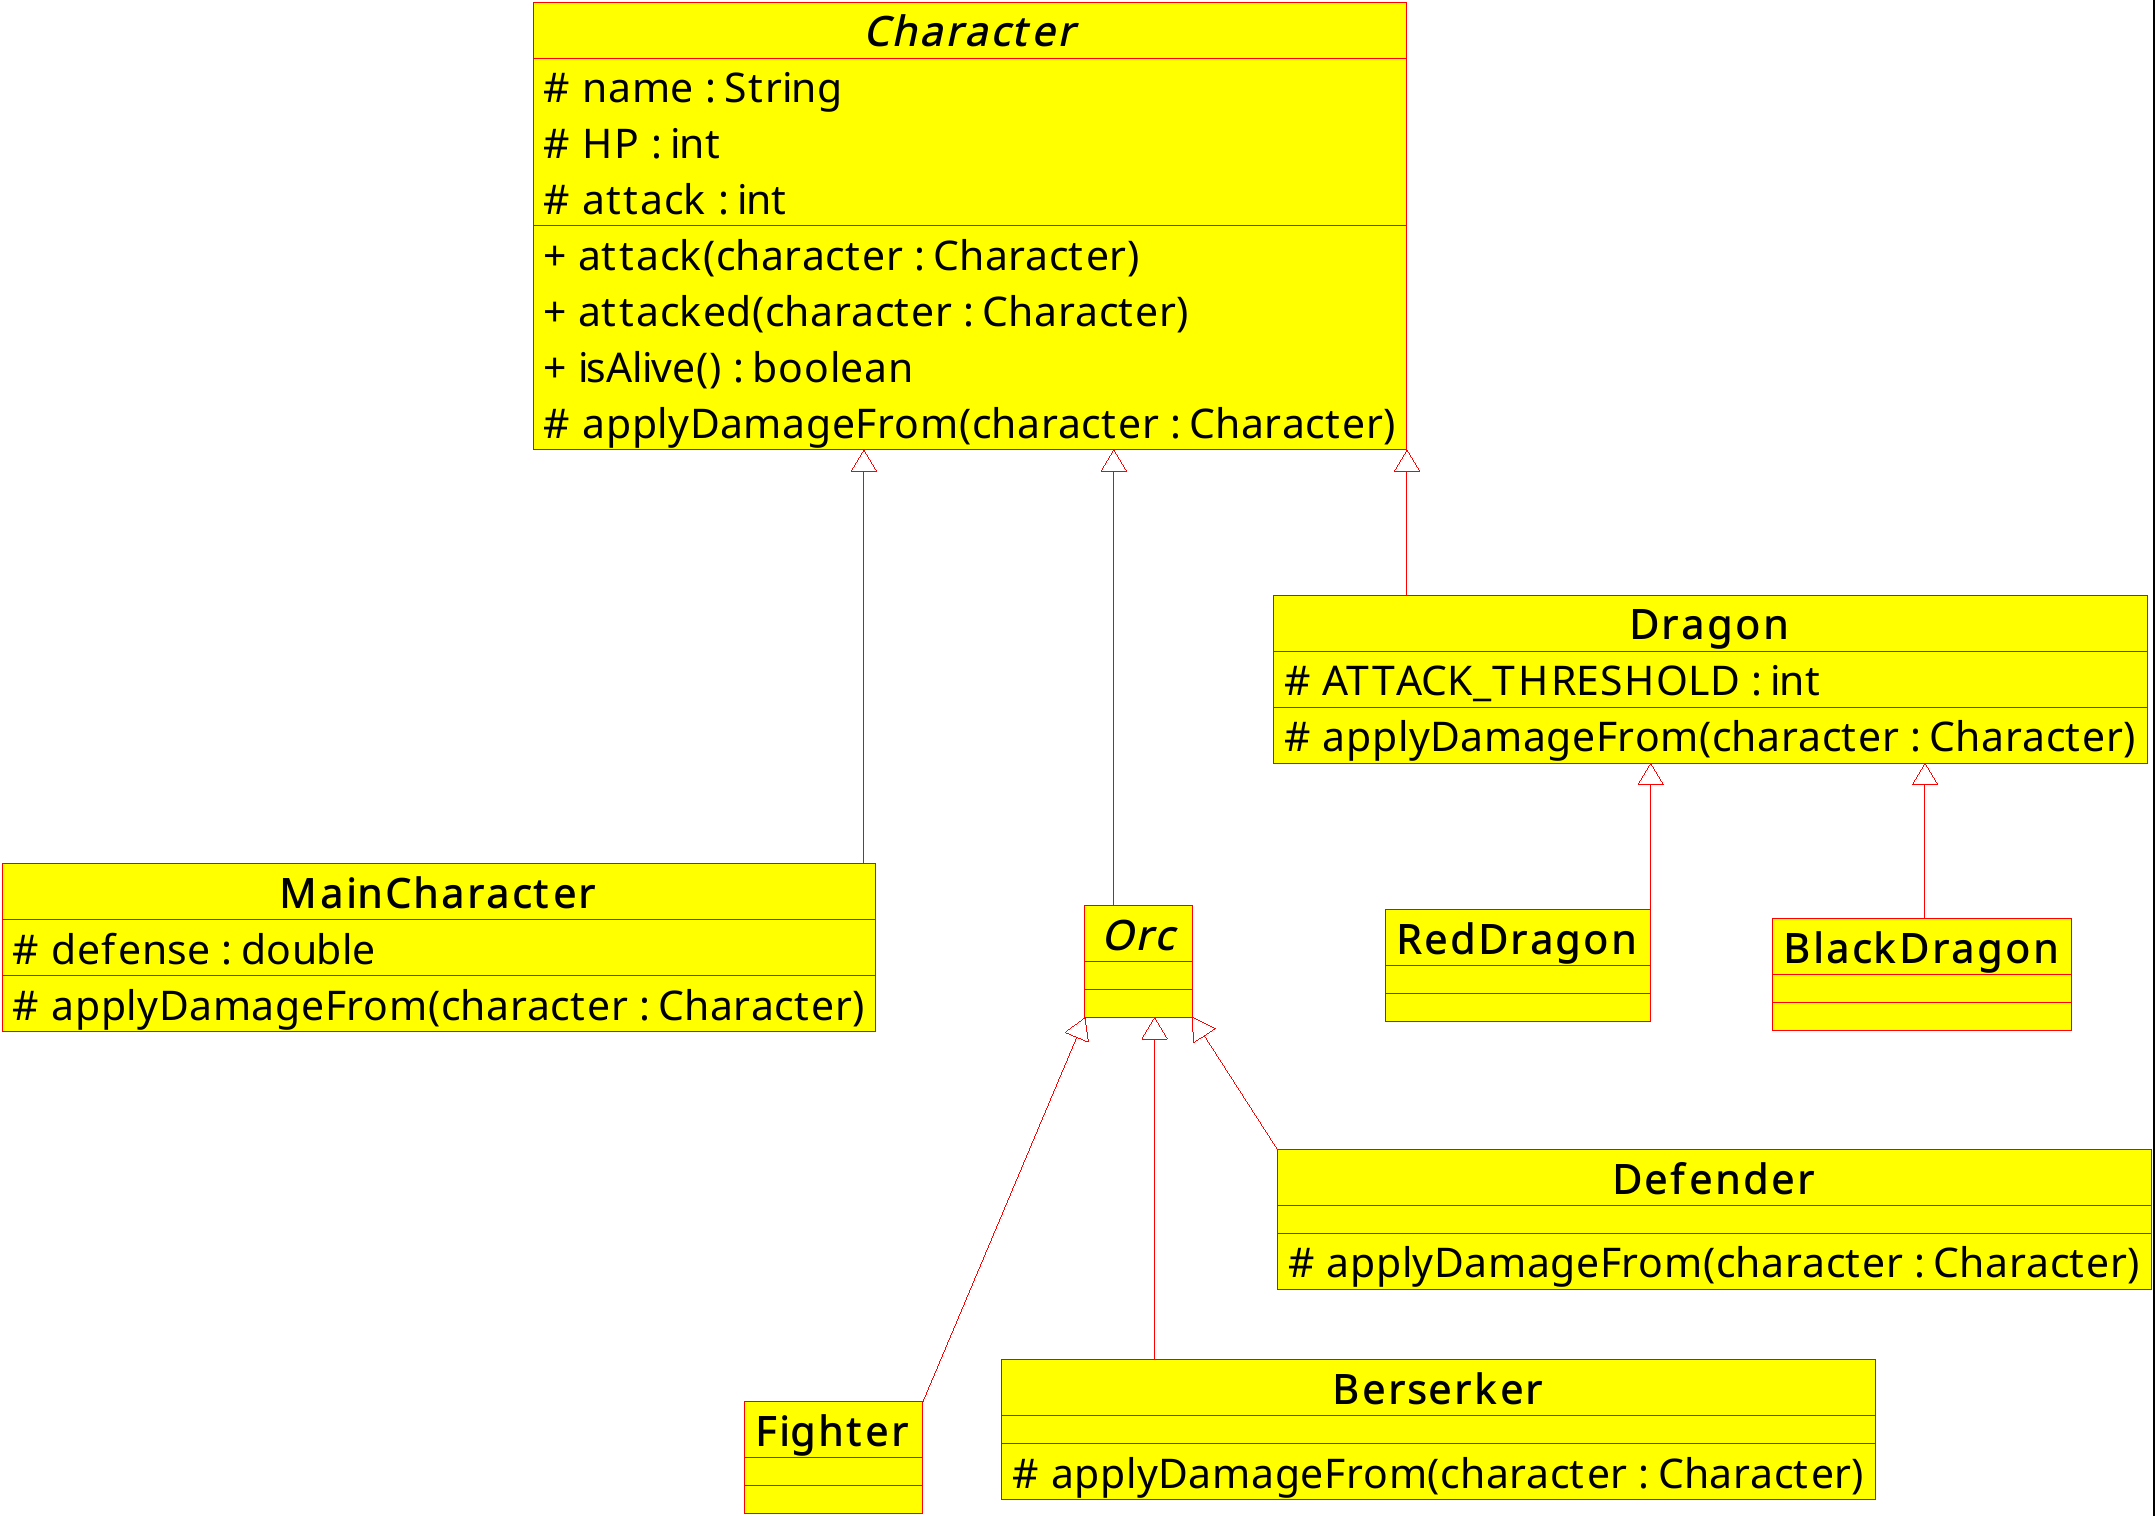 Character
# name : String
# HP : int
# attack : int
+ attack(character : Character)
+ attacked(character : Character)
+ isAlive() : boolean
# applyDamageFrom(character : Character)
Dragon
# ATTACK_THRESHOLD : int
# applyDamageFrom(character : Character)
MainCharacter
# defense : double
# applyDamageFrom(character : Character)
Orc
RedDragon
BlackDragon
Defender
# applyDamageFrom(character : Character)
Berserker
# applyDamageFrom(character : Character)
Fighter